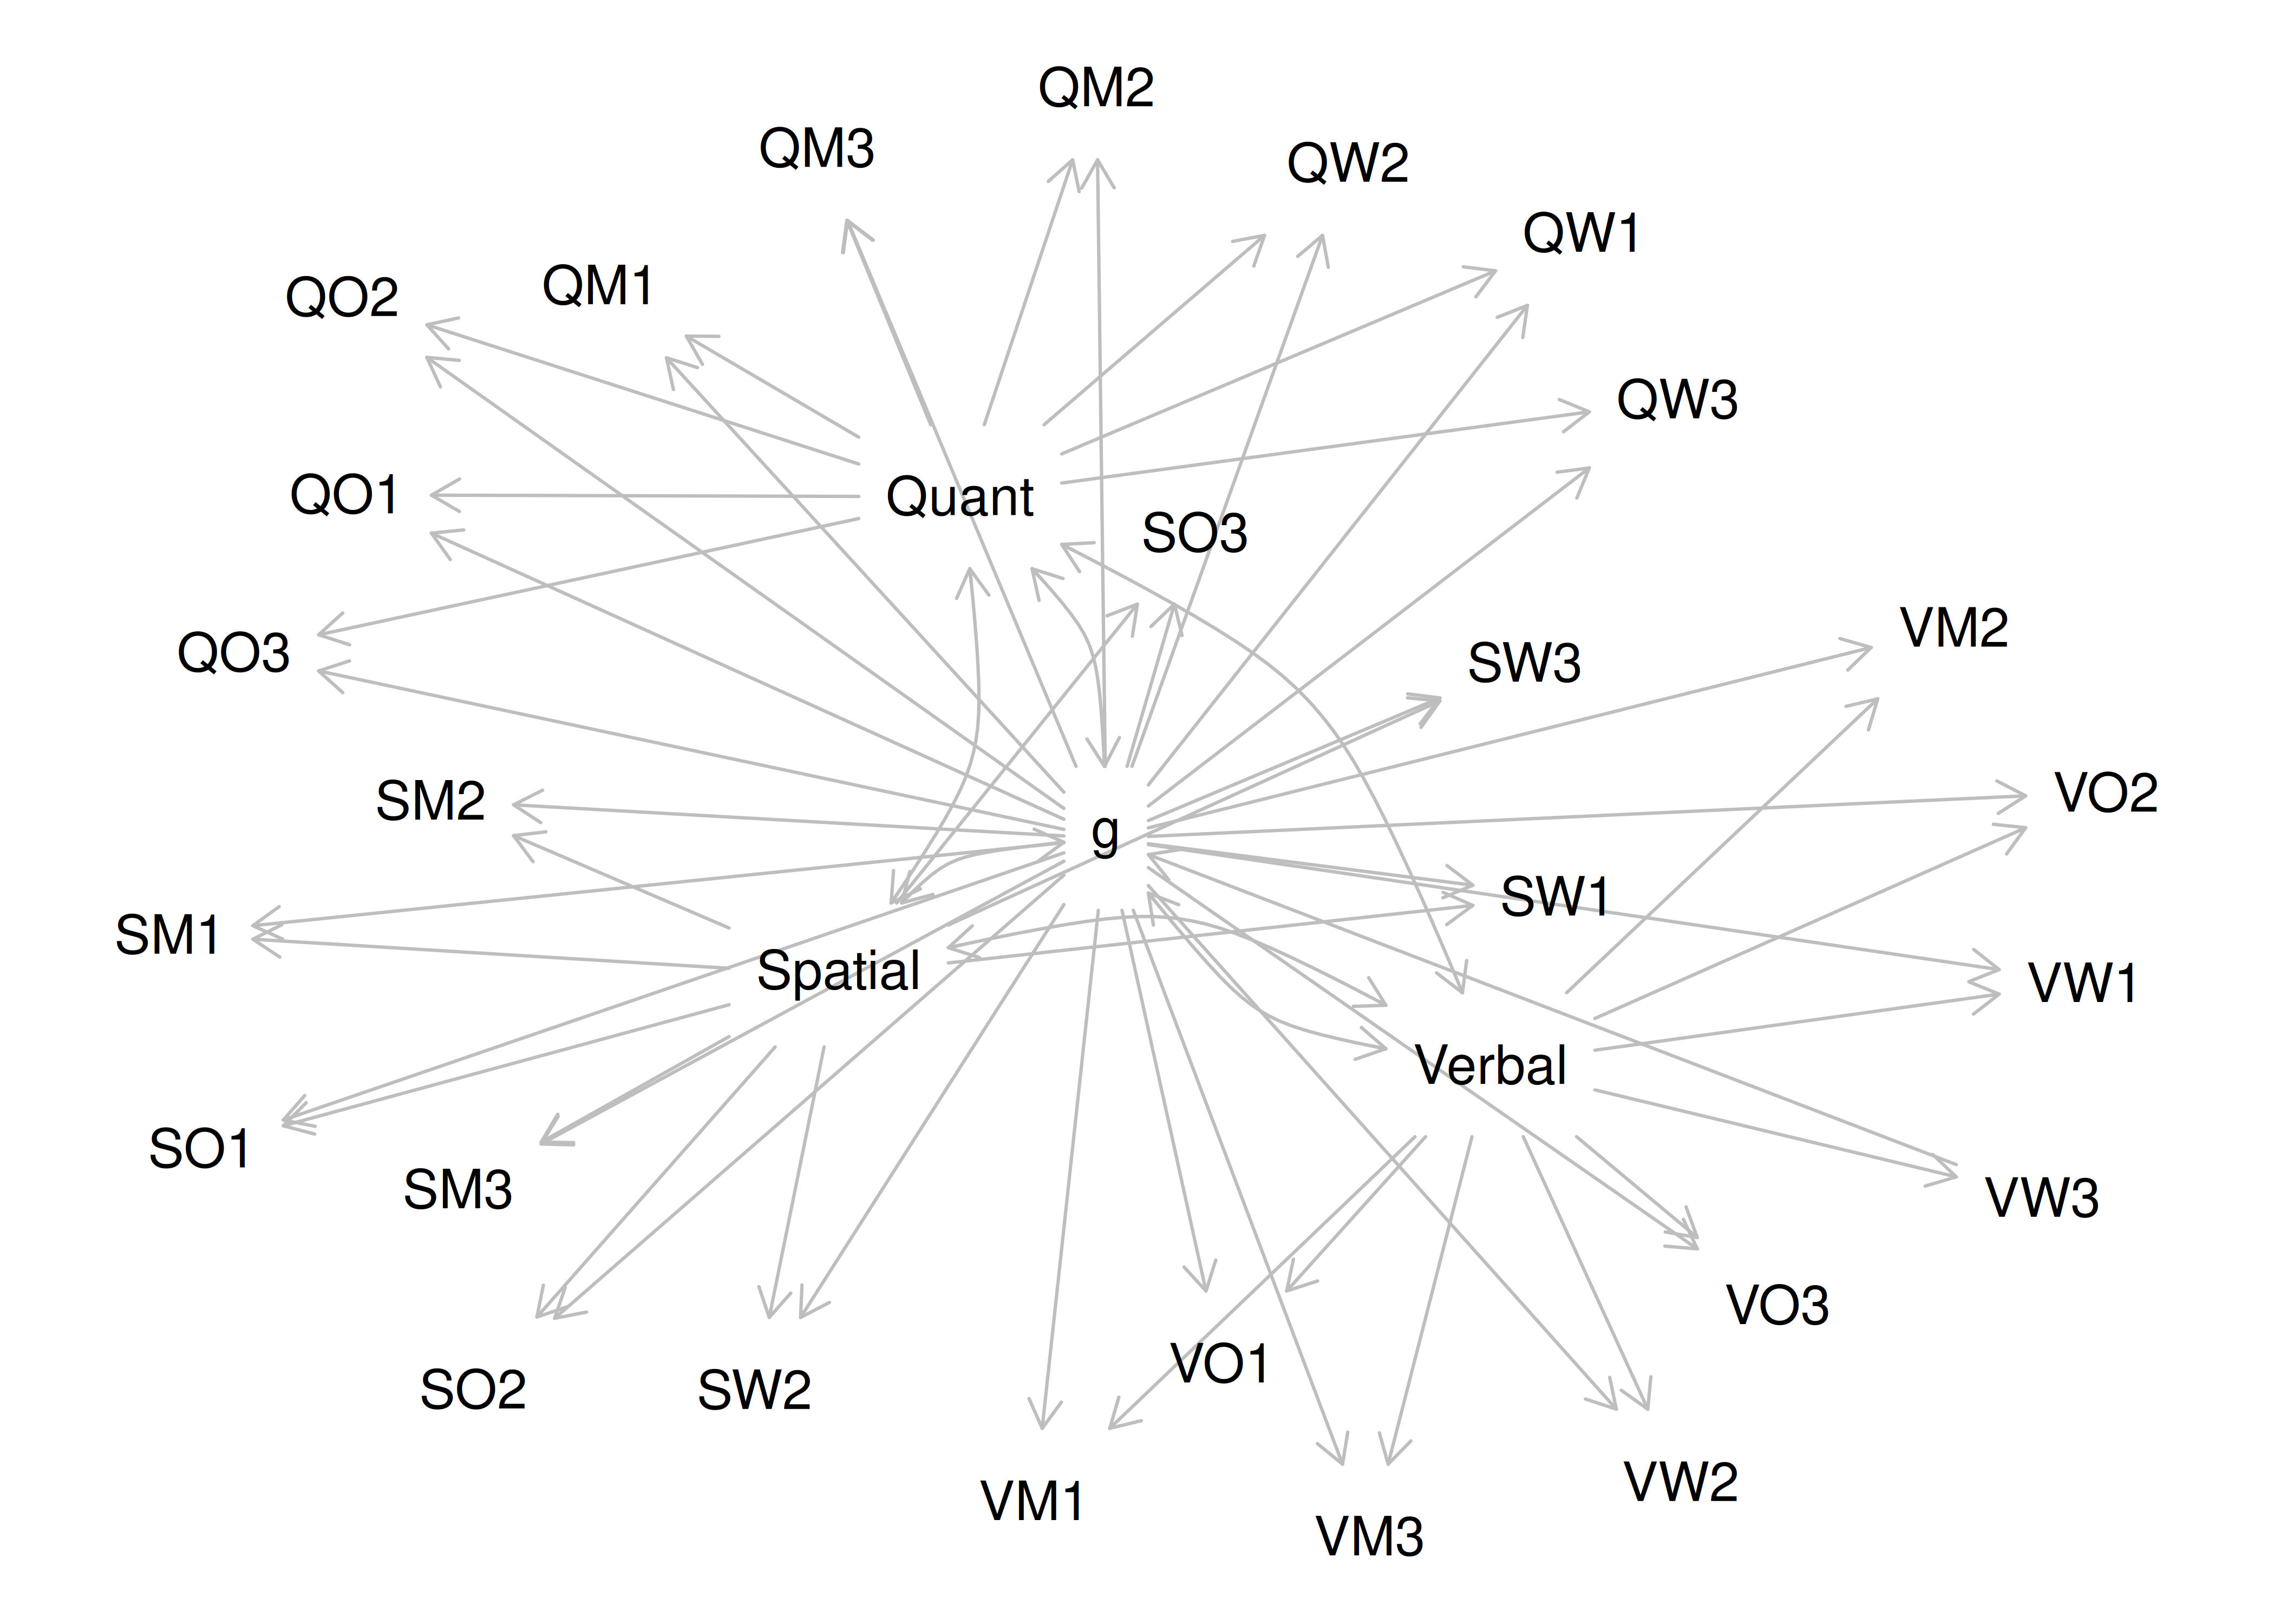 QM2
QM3
QW2
QW1
QM1
QO2
QW3
QO1
Quant
SO3
VM2
QO3
SW3
VO2
SM2
g
SW1
SM1
Spatial
VW1
Verbal
SO1
SM3
VW3
VO3
VO1
SO2
SW2
VW2
VM1
VM3